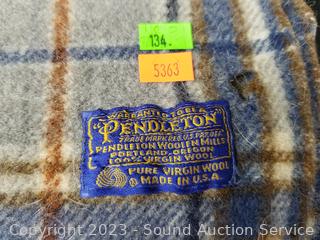 134.
5363
WARRANTED TO BE A
"PENDLETON"
TRADE MARK REG. U.S. PAT. OFF.
PENDLETON WOOLEN MILLS
PORTLAND, OREGON
100% VIRGIN WOOL
PURE VIRGIN WOOL
MADE IN U.S.A.
Copyright 2023 - Sound Auction Service